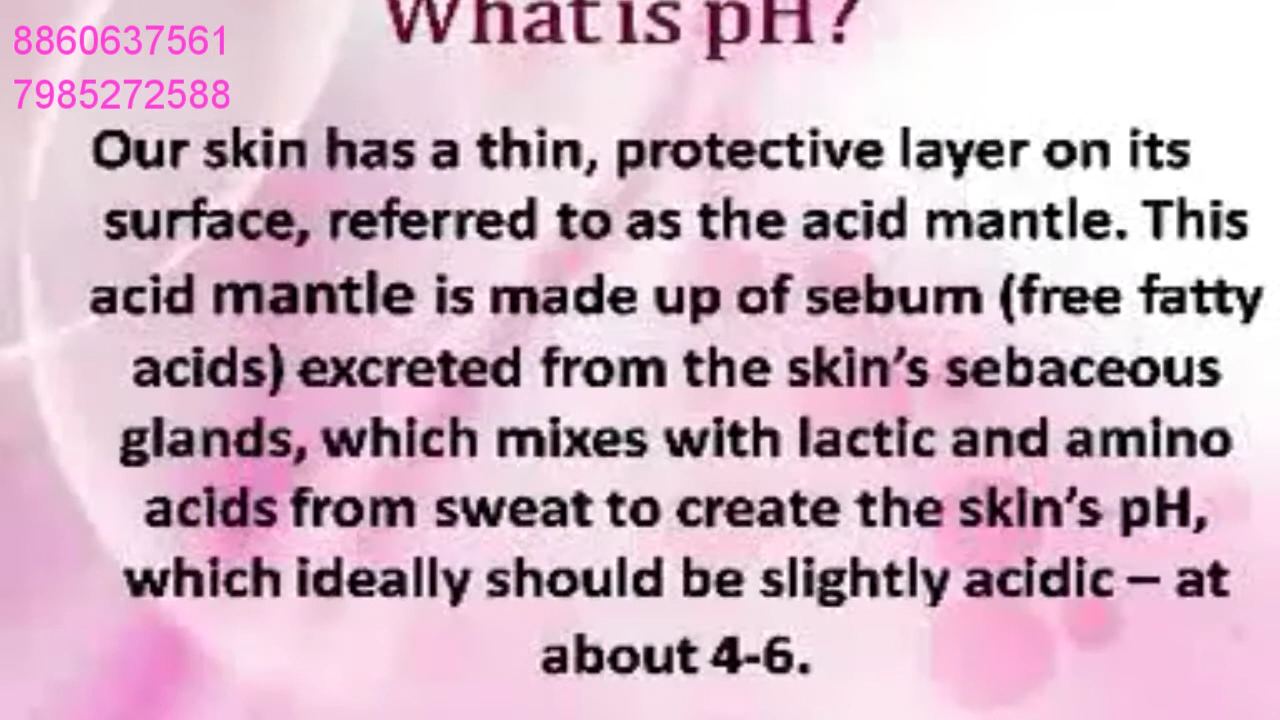 What is pH?
8860637561
7985272588
Our skin has a thin, protective layer on its
surface, referred to as the acid mantle. This
acid mantle is made up of sebum (free fatty
acids) excreted from the skin's sebaceous
glands, which mixes with lactic and amino
acids from sweat to create the skin's pH,
which ideally should be slightly acidic – at
about 4-6.